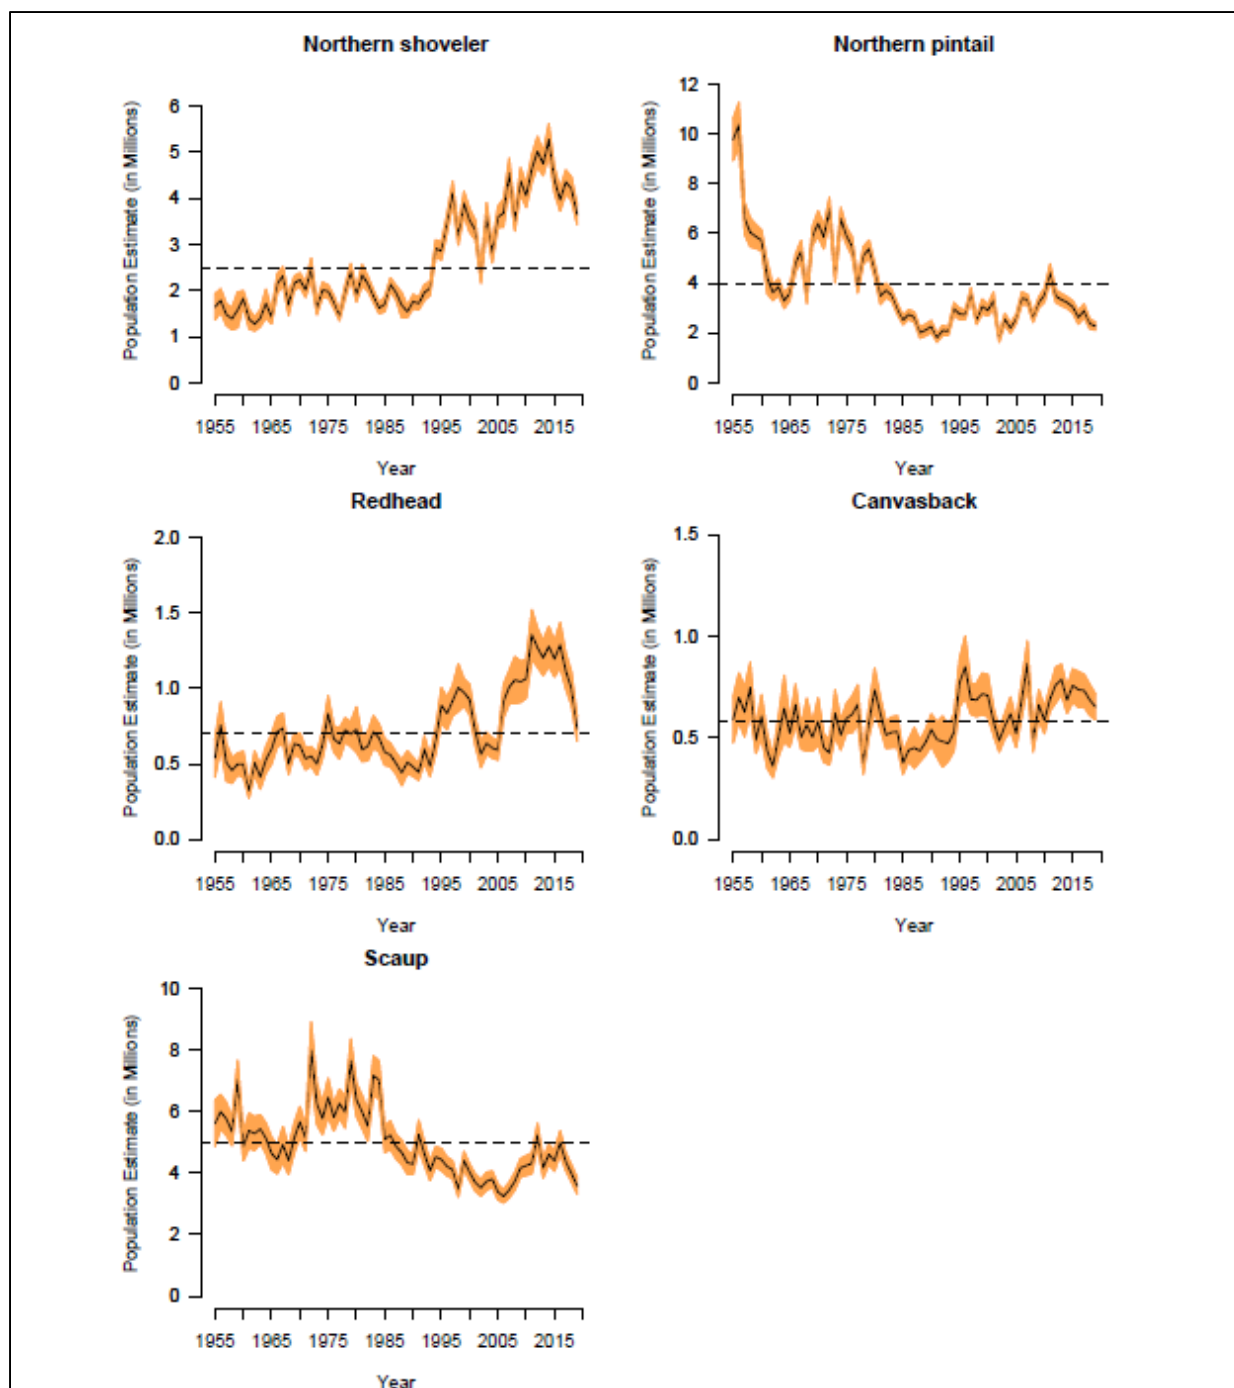 Northern shoveler
Population Estimate (in Millions)
6
5
4
3
2
1
0
1955 1965 1975 1985 1995 2005 2015
Year
Northern pintail
Population Estimate (in Millions)
12
10
8
6
4
2
0
1955 1965 1975 1985 1995 2005 2015
Year
Redhead
Population Estimate (in Millions)
2.0
1.5
1.0
0.5
0.0
1955 1965 1975 1985 1995 2005 2015
Year
Canvasback
Population Estimate (in Millions)
1.5
1.0
0.5
0.0
1955 1965 1975 1985 1995 2005 2015
Year
Scaup
Population Estimate (in Millions)
10
8
6
4
2
0
1955 1965 1975 1985 1995 2005 2015
Year